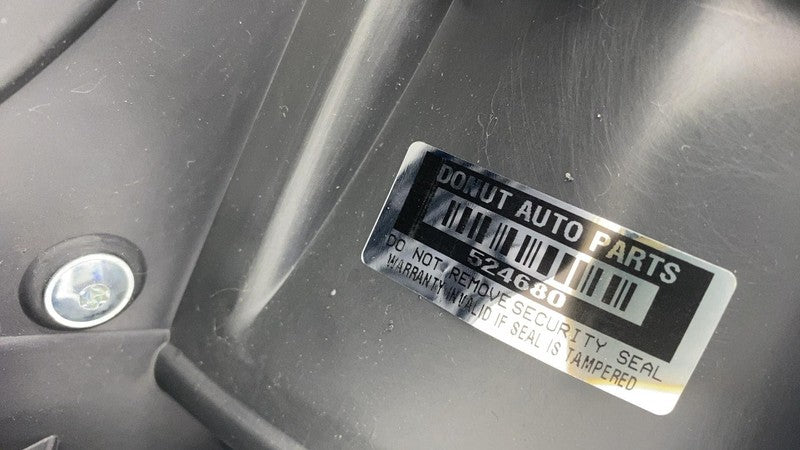 DONUT AUTO PARTS
524680
DO NOT REMOVE SECURITY SEAL
WARRANTY INVALID IF SEAL IS TAMPERED